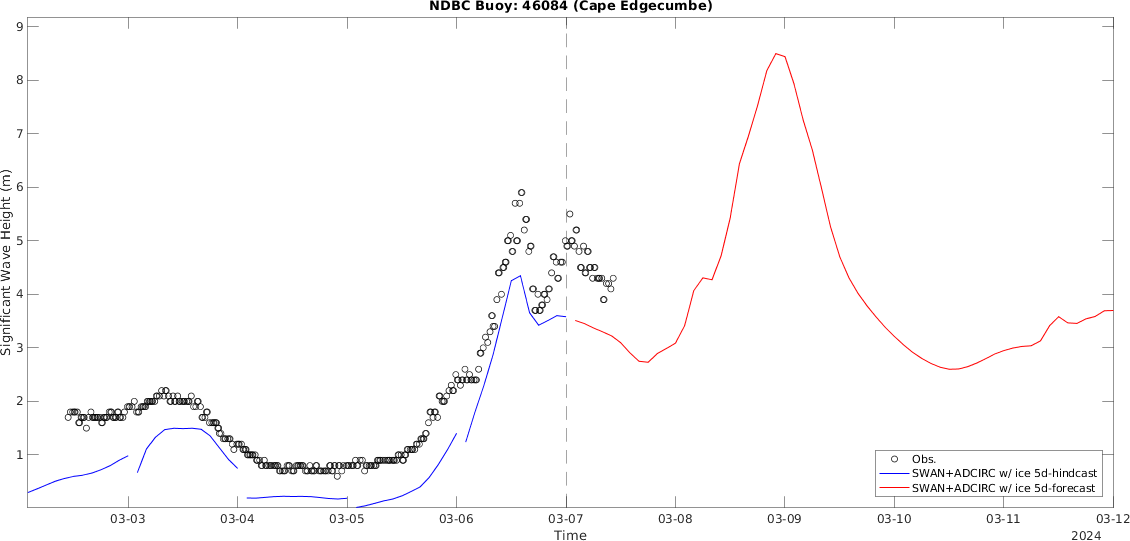 NDBC Buoy: 46084 (Cape Edgecumbe)
9
8
7
6
5
4
3
2
1
Significant Wave Height (m)
Obs.
SWAN+ADCIRC w/ ice 5d-hindcast
SWAN+ADCIRC w/ ice 5d-forecast
03-03 03-04 03-05 03-06 03-07 03-08 03-09 03-10 03-11 03-12
Time
2024